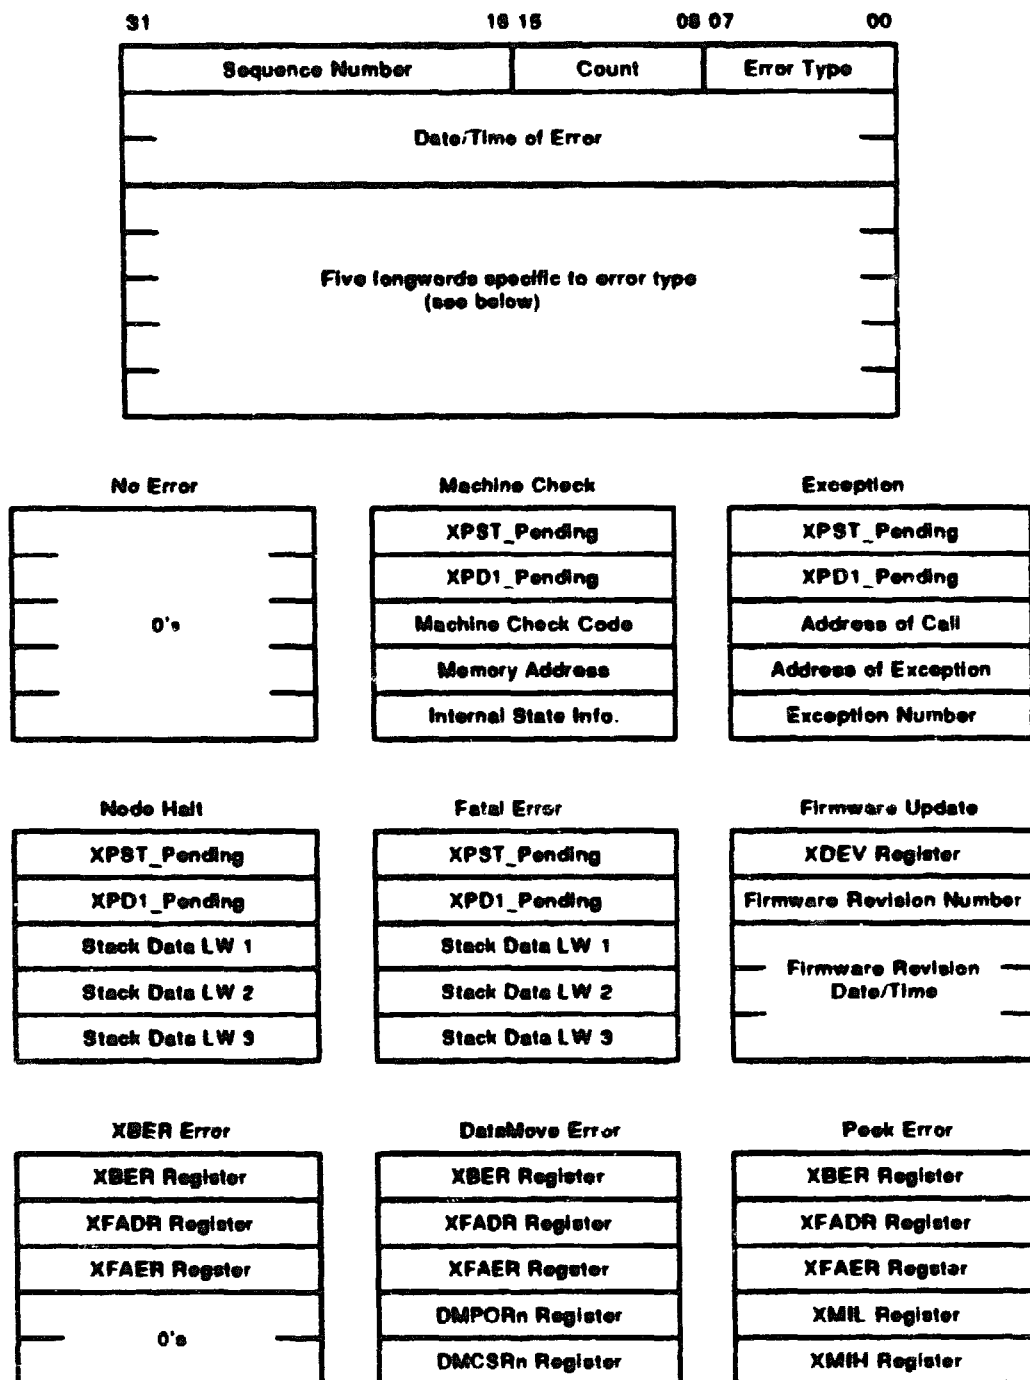 31 16 15 08 07 00
Sequence Number Count Error Type
Date/Time of Error
Five longwords specific to error type
(see below)
No Error Machine Check Exception
XPST_Pending XPST_Pending
XPD1_Pending XPD1_Pending
0's Machine Check Code Address of Call
Memory Address Address of Exception
Internal State Info. Exception Number
Node Halt Fatal Error Firmware Update
XPST_Pending XPST_Pending XDEV Register
XPD1_Pending XPD1_Pending Firmware Revision Number
Stack Data LW 1 Stack Data LW 1
Stack Data LW 2 Stack Data LW 2 Firmware Revision
Date/Time
Stack Data LW 3 Stack Data LW 3
XBER Error DataMove Error Peek Error
XBER Register XBER Register XBER Register
XFADR Register XFADR Register XFADR Register
XFAER Regster XFAER Regster XFAER Regster
0's DMPORn Register XMIL Register
DMCSRn Register XMIH Register